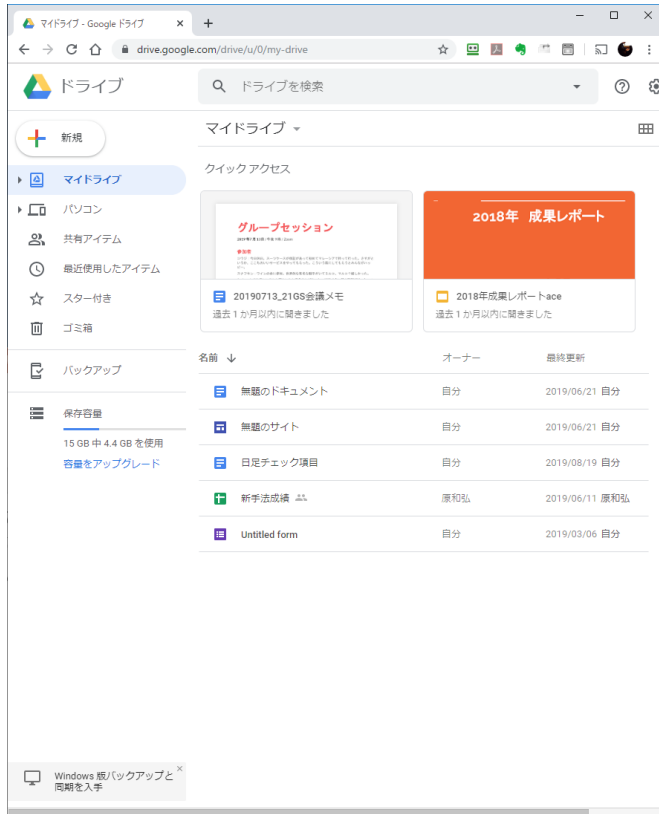 マイドライブ - Google ドライブ
drive.google.com/drive/u/0/my-drive
ドライブ
ドライブを検索
新規
マイドライブ
パソコン
共有アイテム
最近使用したアイテム
スター付き
ゴミ箱
バックアップ
保存容量
15 GB 中 4.4 GB を使用
容量をアップグレード
Windows 版バックアップと
同期を入手
マイドライブ
クイック アクセス
グループセッション
参加者
20190713_21GS会議メモ
過去 1 か月以内に開きました
2018年 成果レポート
2018年成果レポートace
過去 1 か月以内に開きました
名前 オーナー 最終更新
無題のドキュメント 自分 2019/06/21 自分
無題のサイト 自分 2019/06/21 自分
日足チェック項目 自分 2019/08/19 自分
新手法成績 原和弘 2019/06/11 原和弘
Untitled form 自分 2019/03/06 自分